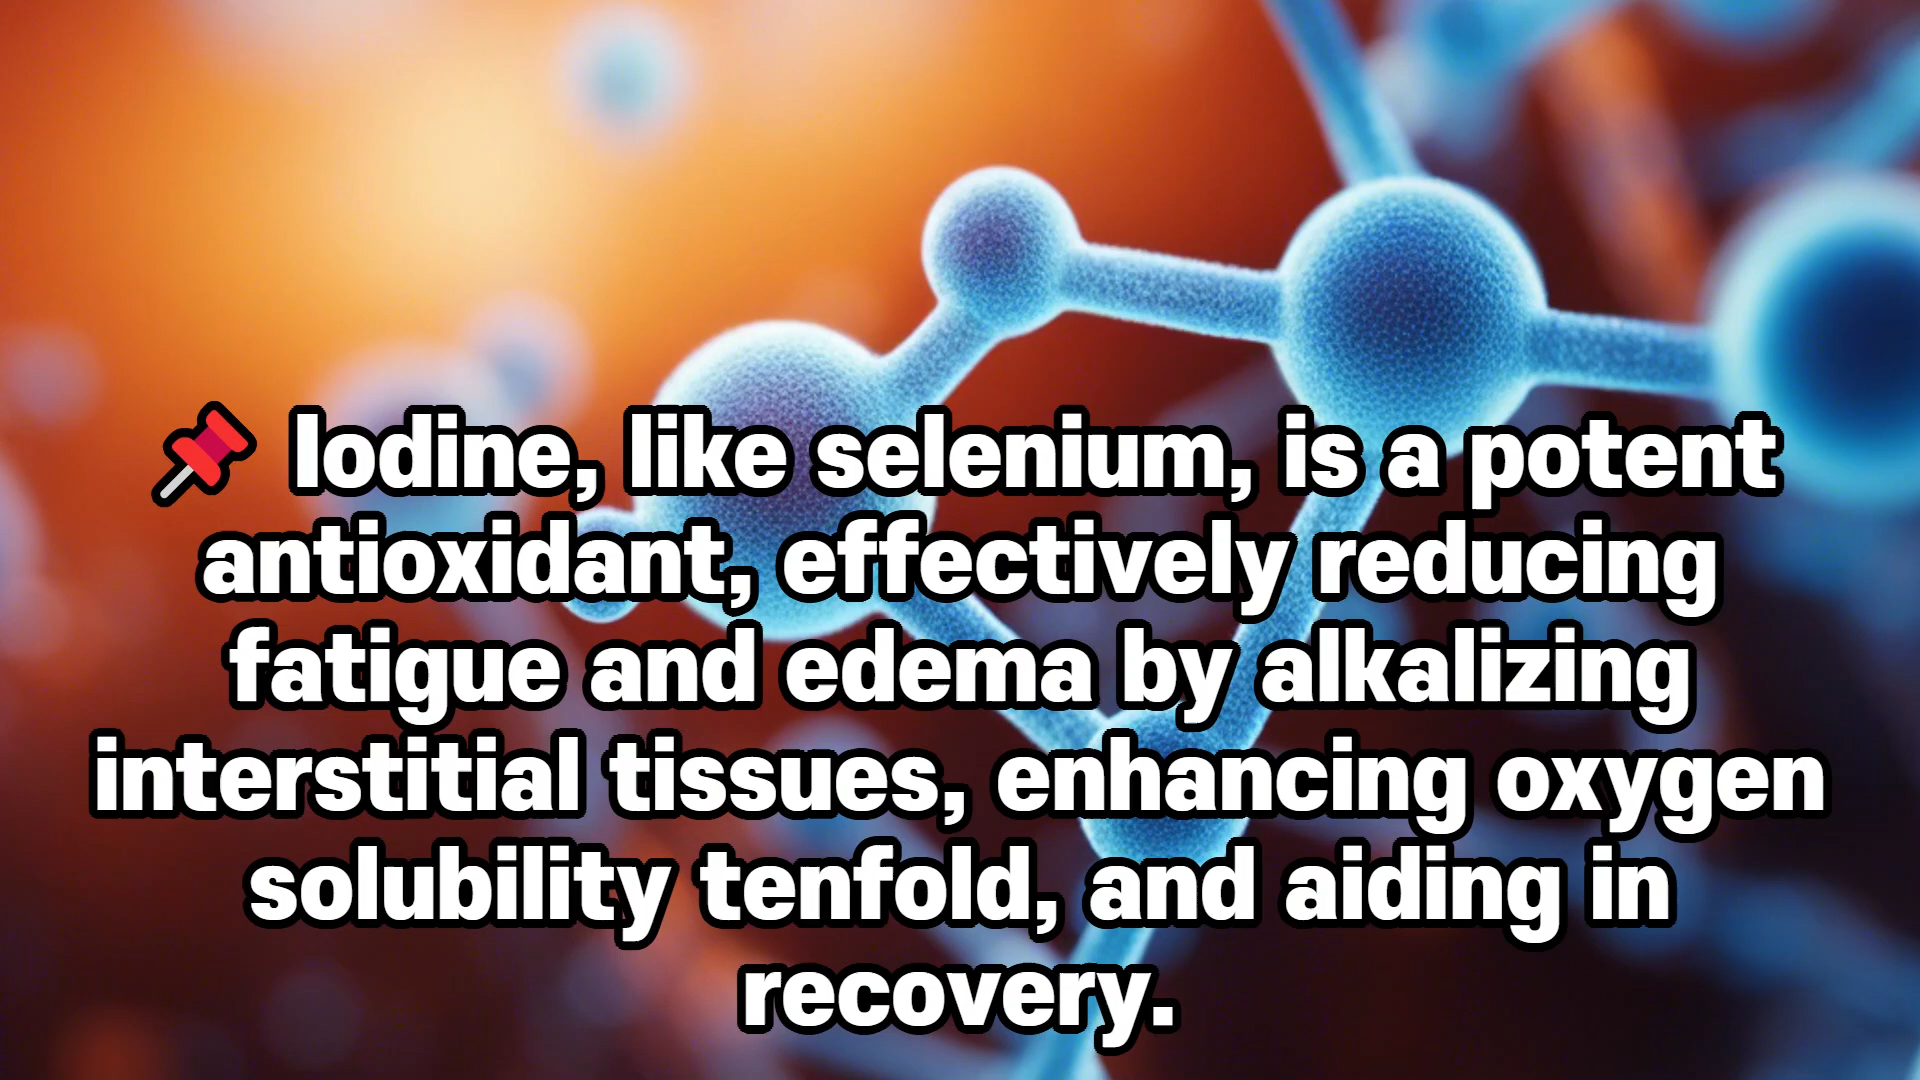 📌 Iodine, like selenium, is a potent
antioxidant, effectively reducing
fatigue and edema by alkalizing
interstitial tissues, enhancing oxygen
solubility tenfold, and aiding in
recovery.